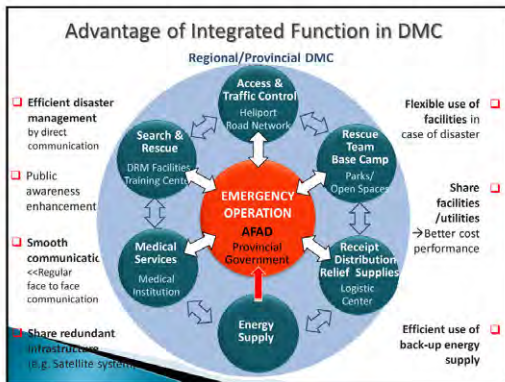 Advantage of Integrated Function in DMC
Regional/Provincial DMC
Access &
Traffic Control
Heliport
Road Network
Efficient disaster
management
by direct
communication
Public
awareness
enhancement
Smooth
communicatic
<<Regular
face to face
communication
Share redundant
infrastructure
(e.g. Satellite system)
Search &
Rescue
DRM Facilities
Training Cente
Rescue
Team
Base Camp
Parks/
Open Spaces
EMERGENCY
OPERATION
AFAD
Provincial
Government
Medical
Services
Medical
Institution
Receipt
Distribution
Relief Supplies
Logistic
Center
Energy
Supply
Flexible use of
facilities in
case of disaster
Share
facilities
/utilities
→Better cost
performance
Efficient use of
back-up energy
supply